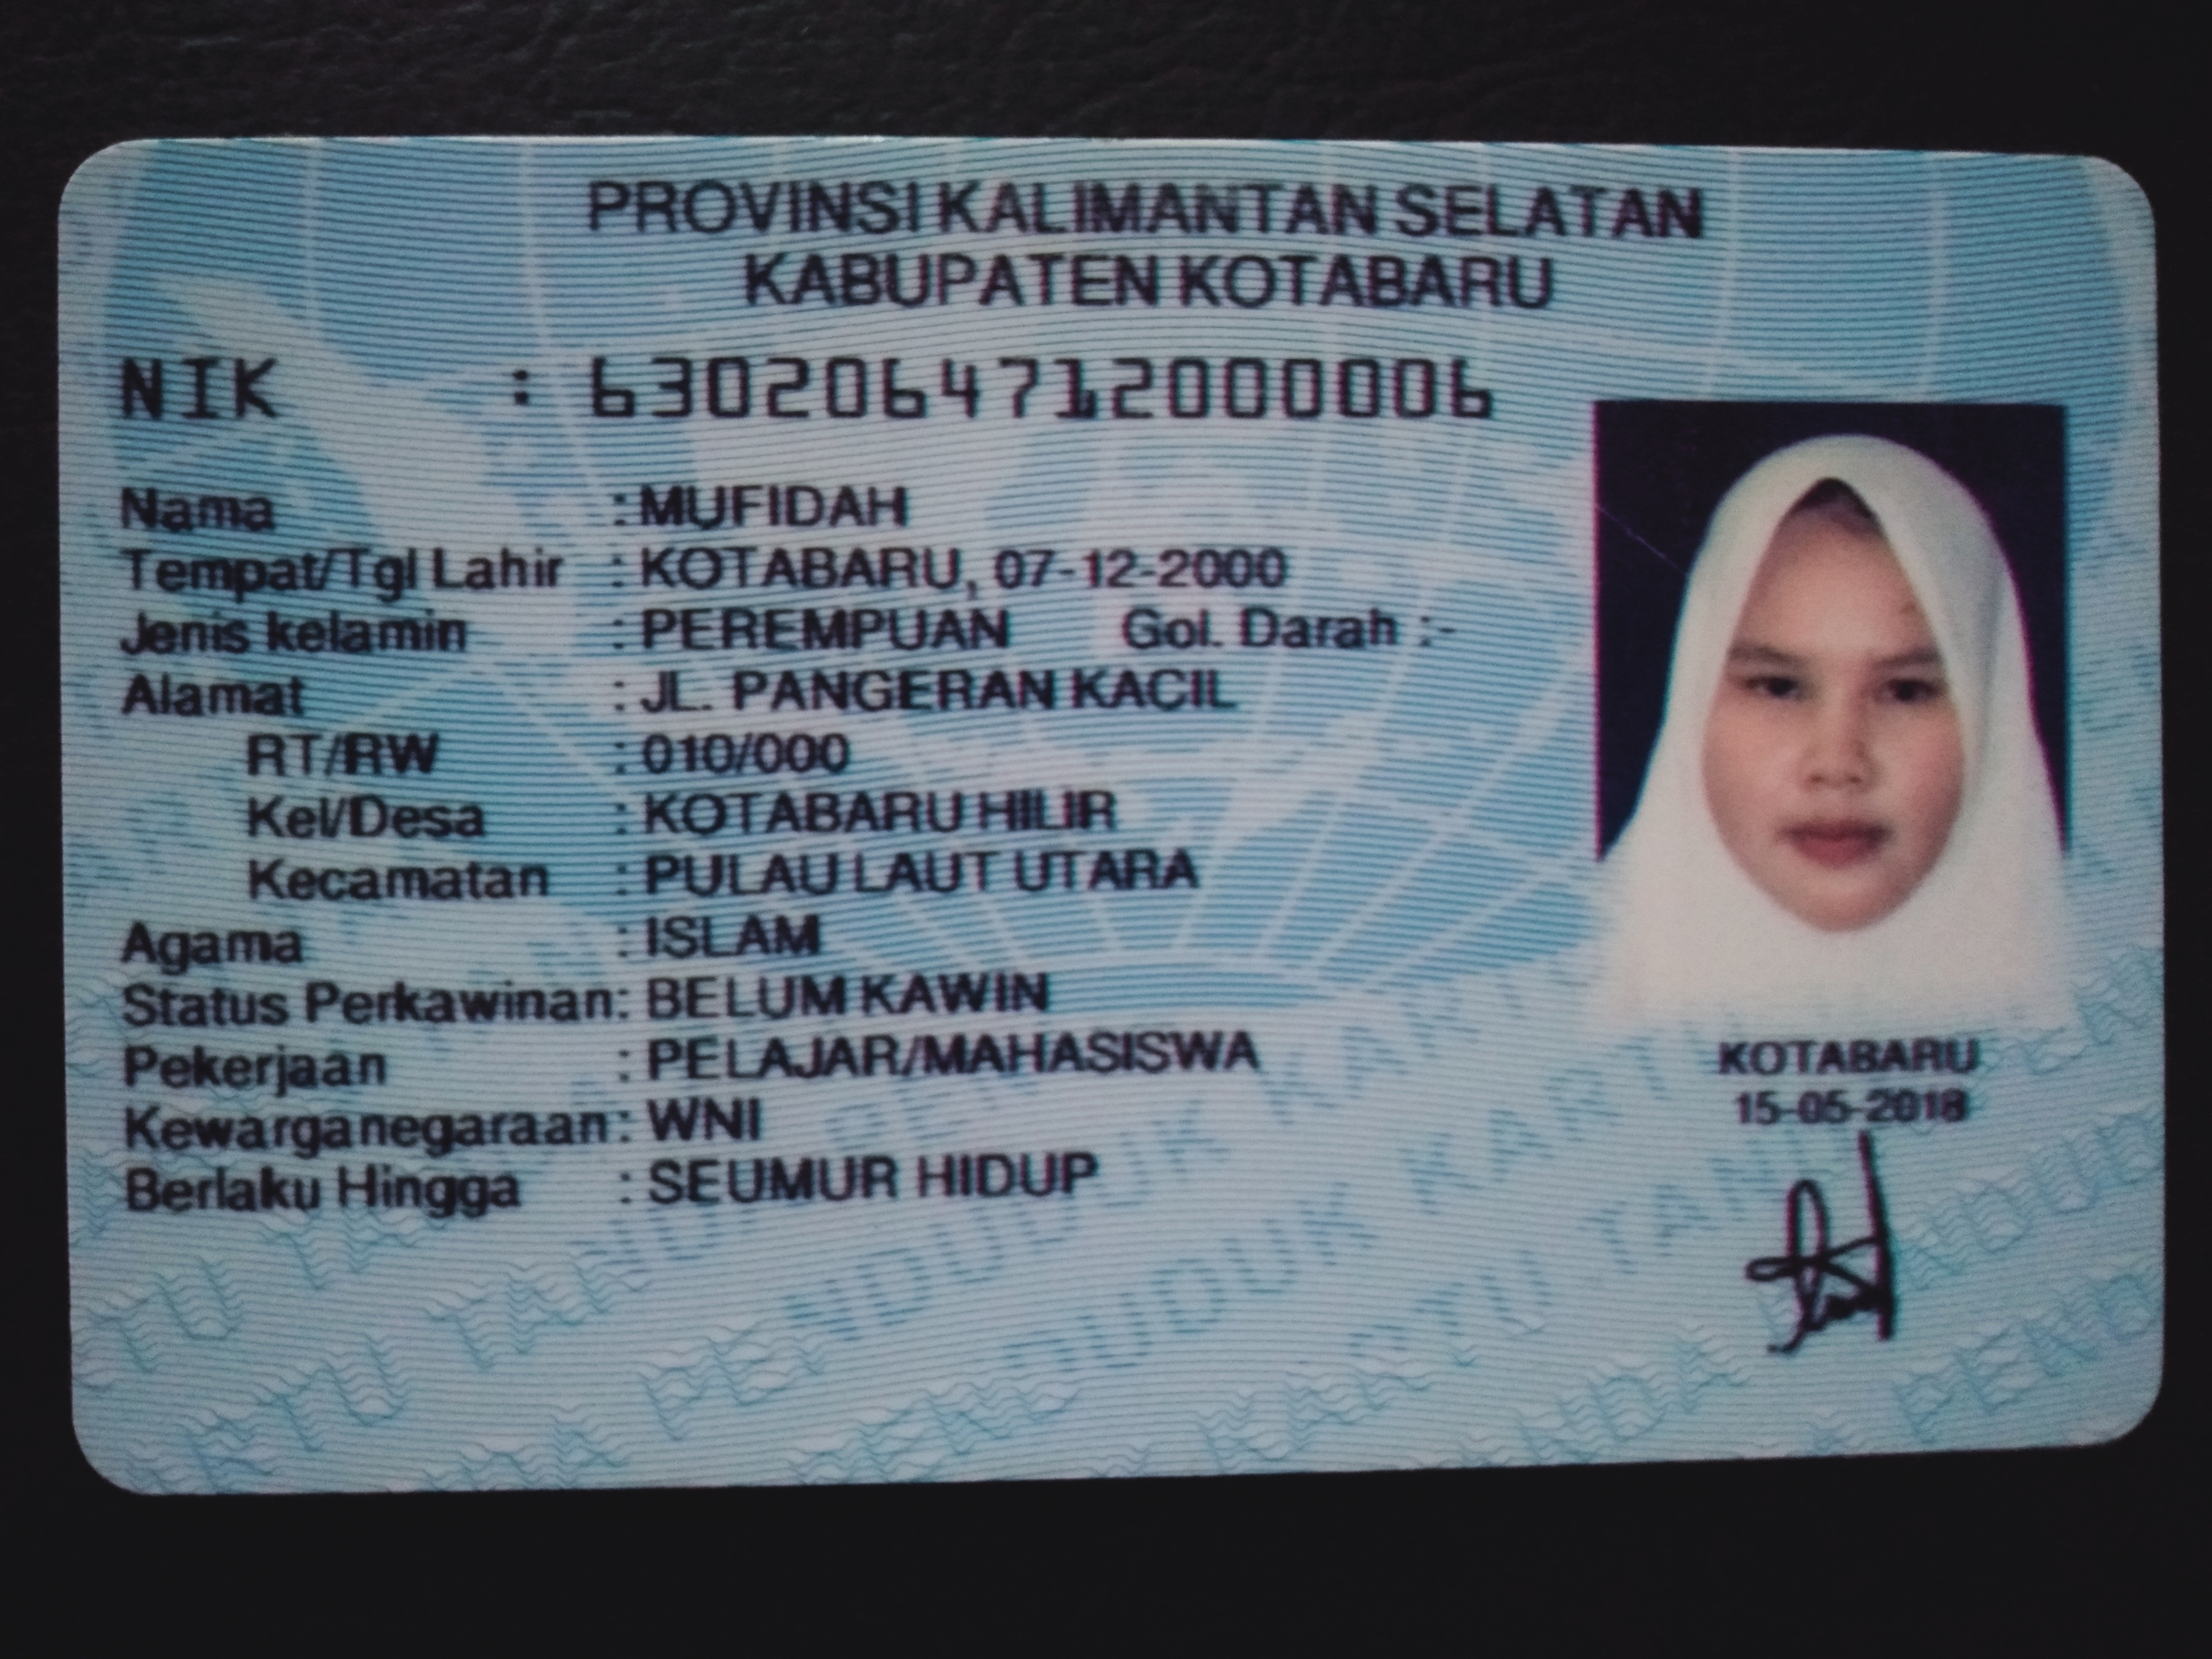 PROVINSI KALIMANTAN SELATAN
KABUPATEN KOTABARU
NIK : 6302064712000006
Nama : MUFIDAH
Tempat/Tgl Lahir : KOTABARU, 07-12-2000
Jenis kelamin : PEREMPUAN Gol. Darah :-
Alamat : JL. PANGERAN KACIL
RT/RW : 010/000
Kel/Desa : KOTABARU HILIR
Kecamatan : PULAU LAUT UTARA
Agama : ISLAM
Status Perkawinan: BELUM KAWIN
Pekerjaan : PELAJAR/MAHASISWA
Kewarganegaraan: WNI
Berlaku Hingga : SEUMUR HIDUP
KOTABARU
15-05-2018